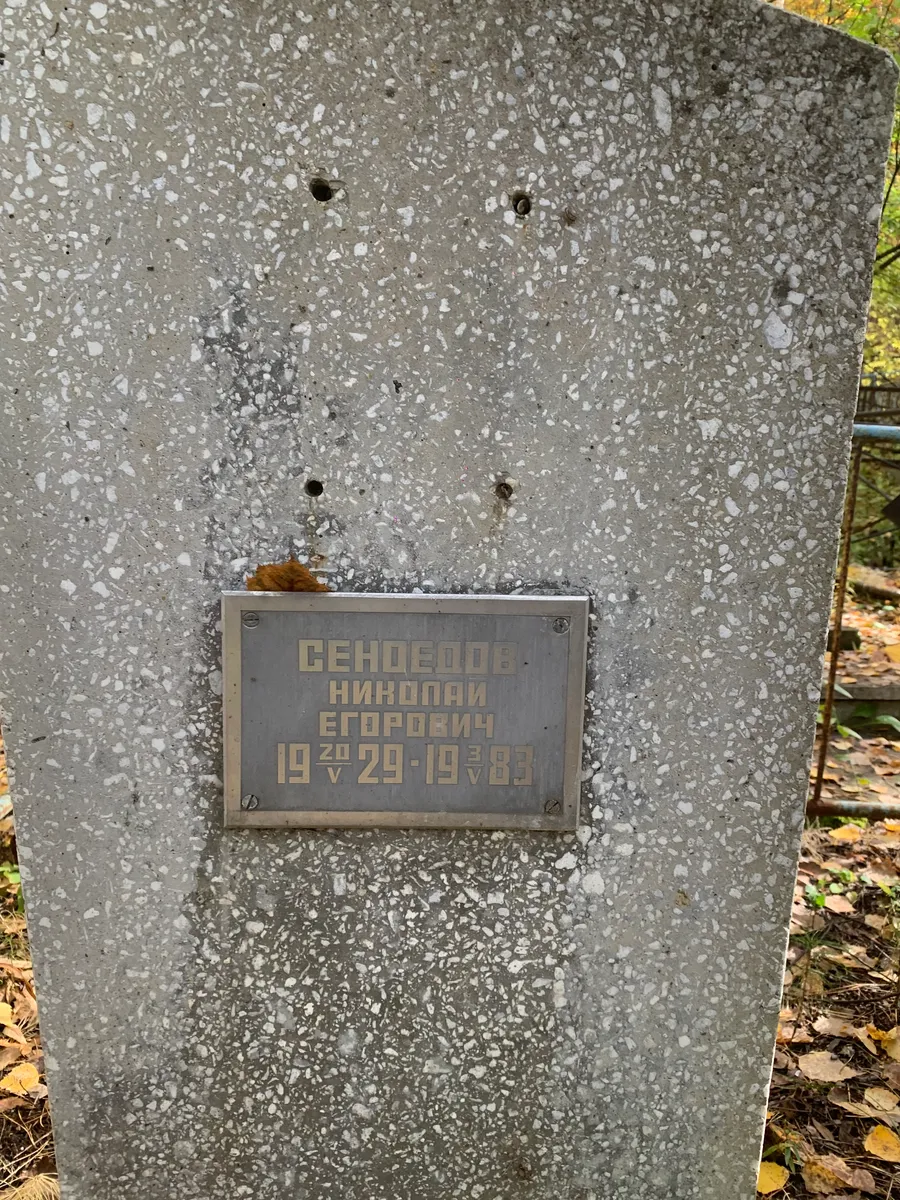 СЕНОЕДОВ
НИКОЛАЙ
ЕГОРОВИЧ
19 20/V 29 - 19 3/V 83